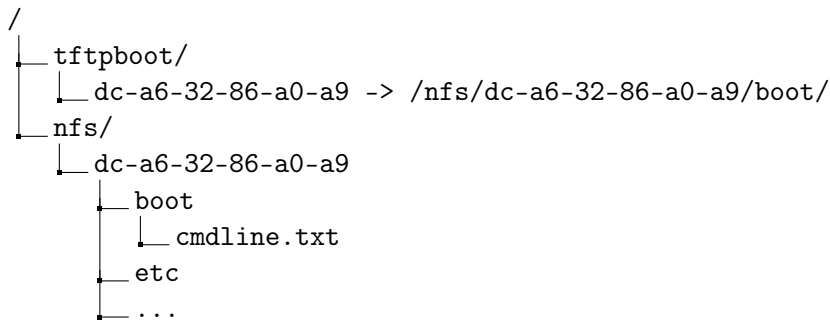 /
tftpboot/
dc-a6-32-86-a0-a9 -> /nfs/dc-a6-32-86-a0-a9/boot/
nfs/
dc-a6-32-86-a0-a9
boot
cmdline.txt
etc
...